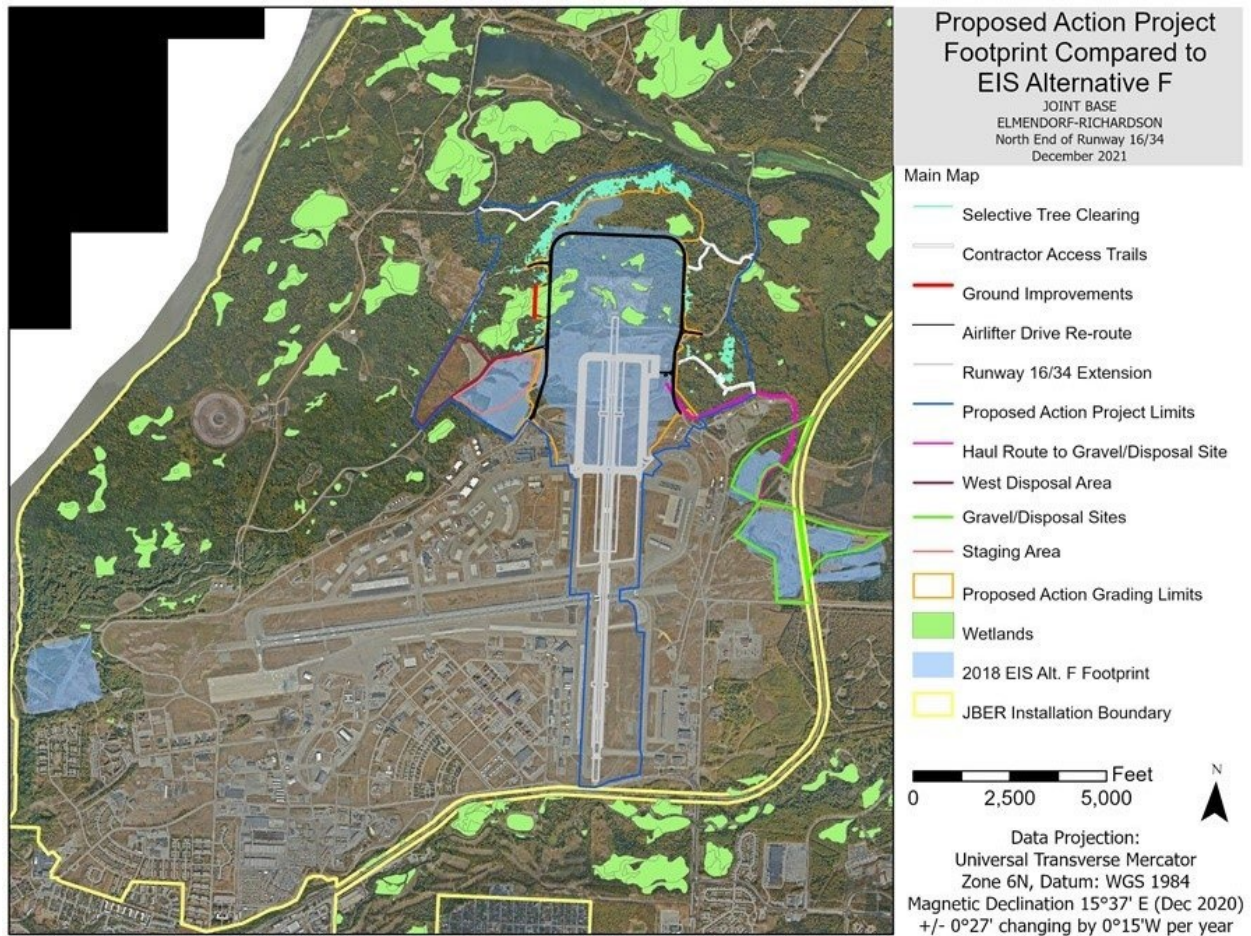 Proposed Action Project
Footprint Compared to
EIS Alternative F
JOINT BASE
ELMENDORF-RICHARDSON
North End of Runway 16/34
December 2021
Main Map
Selective Tree Clearing
Contractor Access Trails
Ground Improvements
Airlifter Drive Re-route
Runway 16/34 Extension
Proposed Action Project Limits
Haul Route to Gravel/Disposal Site
West Disposal Area
Gravel/Disposal Sites
Staging Area
Proposed Action Grading Limits
Wetlands
2018 EIS Alt. F Footprint
JBER Installation Boundary
Feet
0 2,500 5,000
N
Data Projection:
Universal Transverse Mercator
Zone 6N, Datum: WGS 1984
Magnetic Declination 15°37' E (Dec 2020)
+/- 0°27' changing by 0°15'W per year